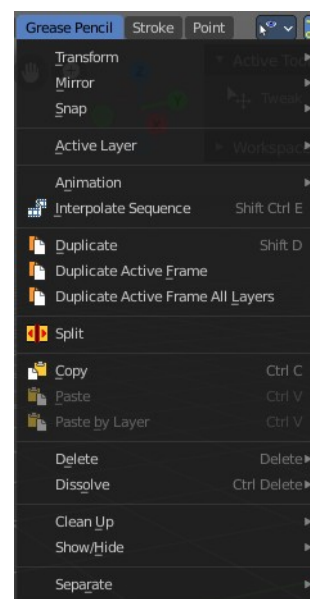 Grease Pencil Stroke Point
Transform
Mirror
Snap
Active Layer
Animation
Interpolate Sequence Shift Ctrl E
Duplicate Shift D
Duplicate Active Frame
Duplicate Active Frame All Layers
Split
Copy Ctrl C
Paste Ctrl V
Paste by Layer Ctrl V
Delete Delete
Dissolve Ctrl Delete
Clean Up
Show/Hide
Separate